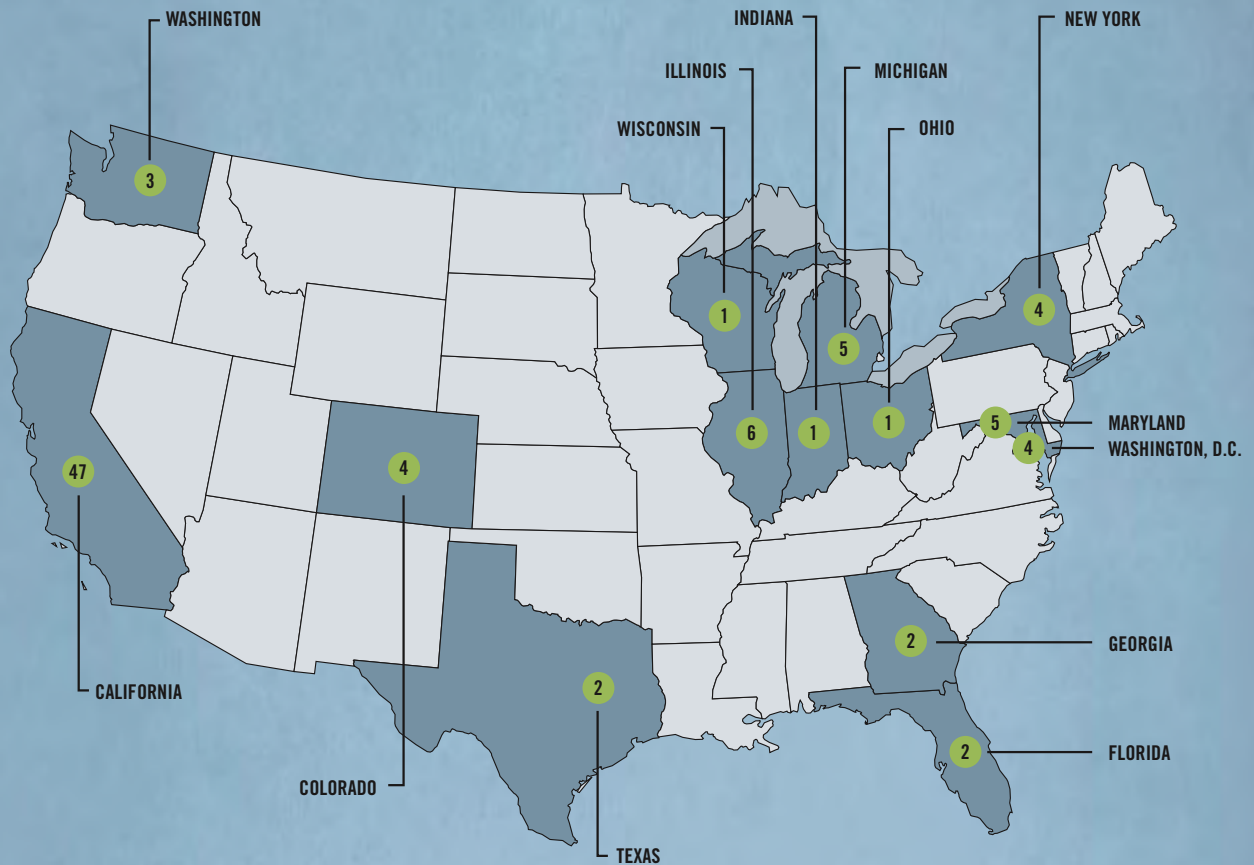 WASHINGTON
INDIANA
NEW YORK
ILLINOIS
MICHIGAN
WISCONSIN
OHIO
3
1
4
5
6
1
1
5
MARYLAND
4
WASHINGTON, D.C.
47
4
2
GEORGIA
CALIFORNIA
2
2
FLORIDA
COLORADO
TEXAS